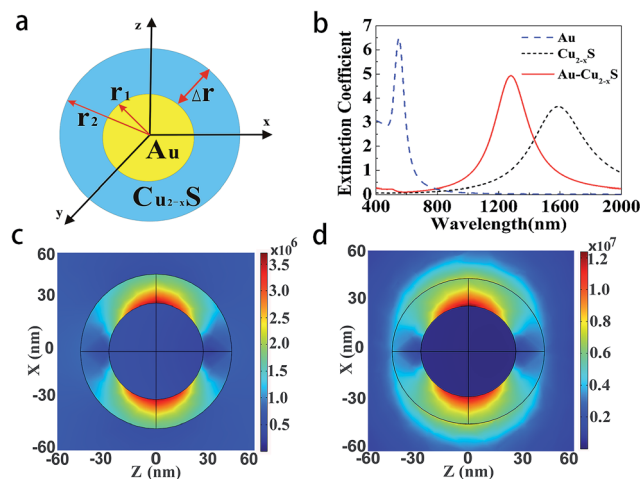 a
z
r₁
r₂
Δr
x
Au
y
Cu₂₋ₓS
b
Extinction Coefficient
7
6
5
4
3
2
1
0
Au
Cu₂₋ₓS
Au-Cu₂₋ₓS
400 800 1200 1600 2000
Wavelength(nm)
c
X (nm)
60
30
0
-30
-60
-60 -30 0 30 60
Z (nm)
x10⁶
3.5
3.0
2.5
2.0
1.5
1.0
0.5
d
X (nm)
60
30
0
-30
-60
-60 -30 0 30 60
Z (nm)
x10⁷
1.2
1.0
0.8
0.6
0.4
0.2